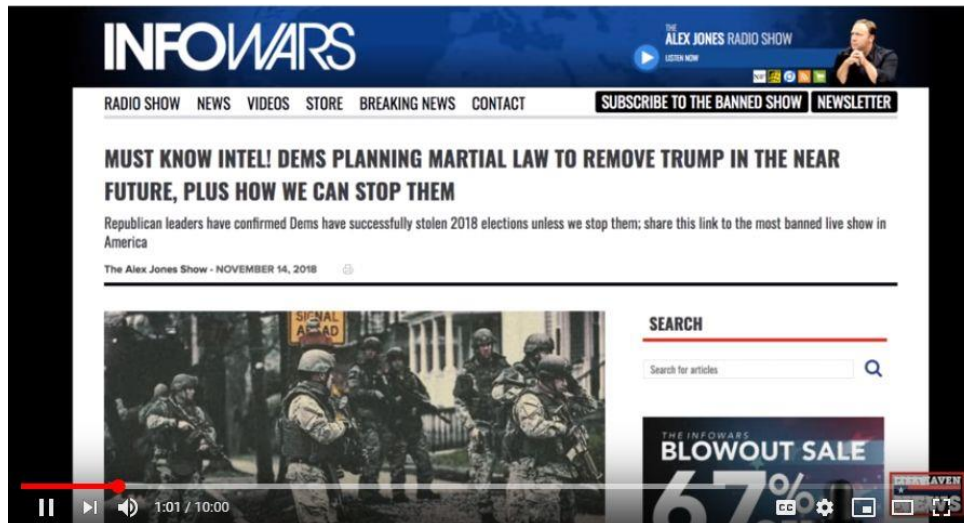 INFOWARS
THE
ALEX JONES RADIO SHOW
LISTEN NOW
RADIO SHOW NEWS VIDEOS STORE BREAKING NEWS CONTACT SUBSCRIBE TO THE BANNED SHOW NEWSLETTER
MUST KNOW INTEL! DEMS PLANNING MARTIAL LAW TO REMOVE TRUMP IN THE NEAR
FUTURE, PLUS HOW WE CAN STOP THEM
Republican leaders have confirmed Dems have successfully stolen 2018 elections unless we stop them; share this link to the most banned live show in
America
The Alex Jones Show - NOVEMBER 14, 2018
SIGNAL
AHEAD
SEARCH
Search for articles
THE INFOWARS
BLOWOUT SALE
67%
1:01 / 10:00
CC
NEWS